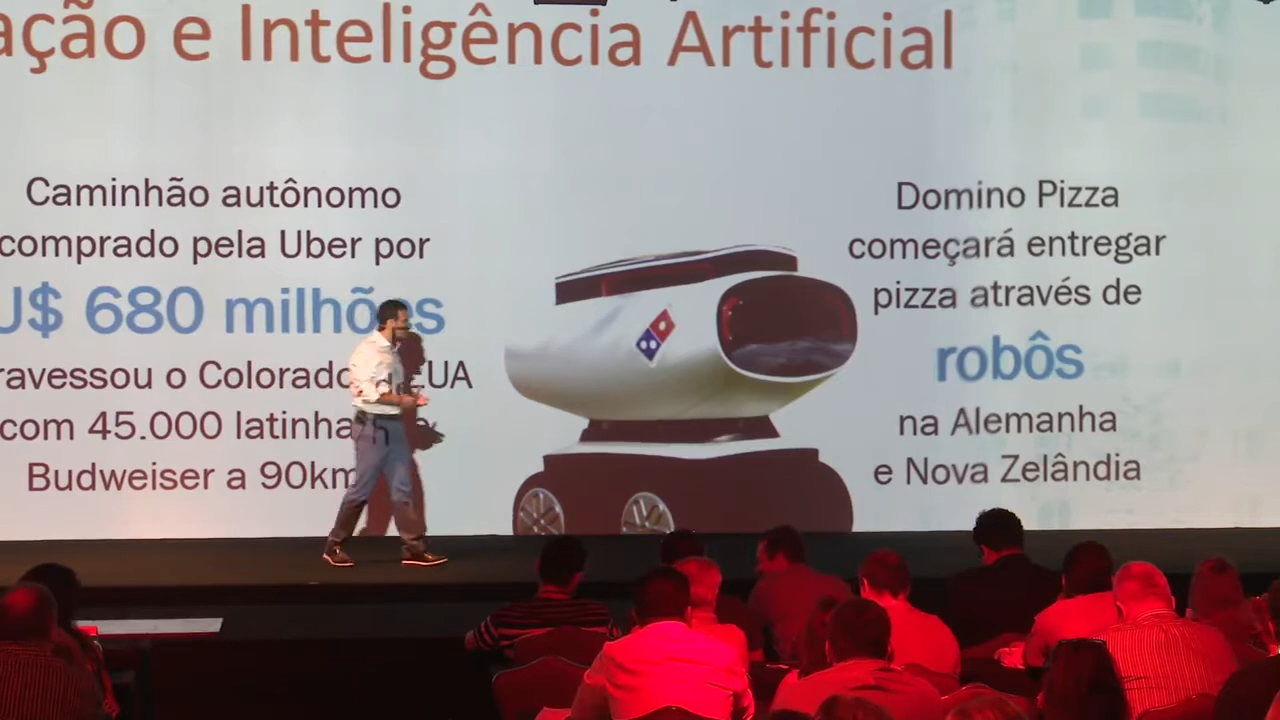 ação e Inteligência Artificial
Caminhão autônomo
comprado pela Uber por
U$ 680 milhões
ravessou o Colorado EUA
com 45.000 latinha
Budweiser a 90km
Domino Pizza
começará entregar
pizza através de
robôs
na Alemanha
e Nova Zelândia